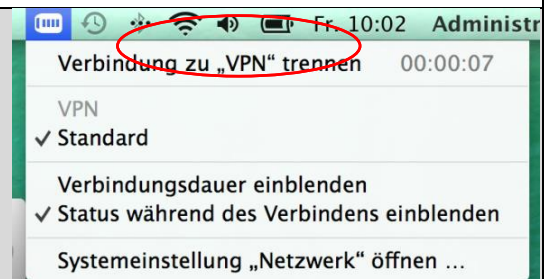 Fr. 10:02 Administr
Verbindung zu „VPN“ trennen 00:00:07
VPN
✓ Standard
Verbindungsdauer einblenden
✓ Status während des Verbindens einblenden
Systemeinstellung „Netzwerk“ öffnen ...